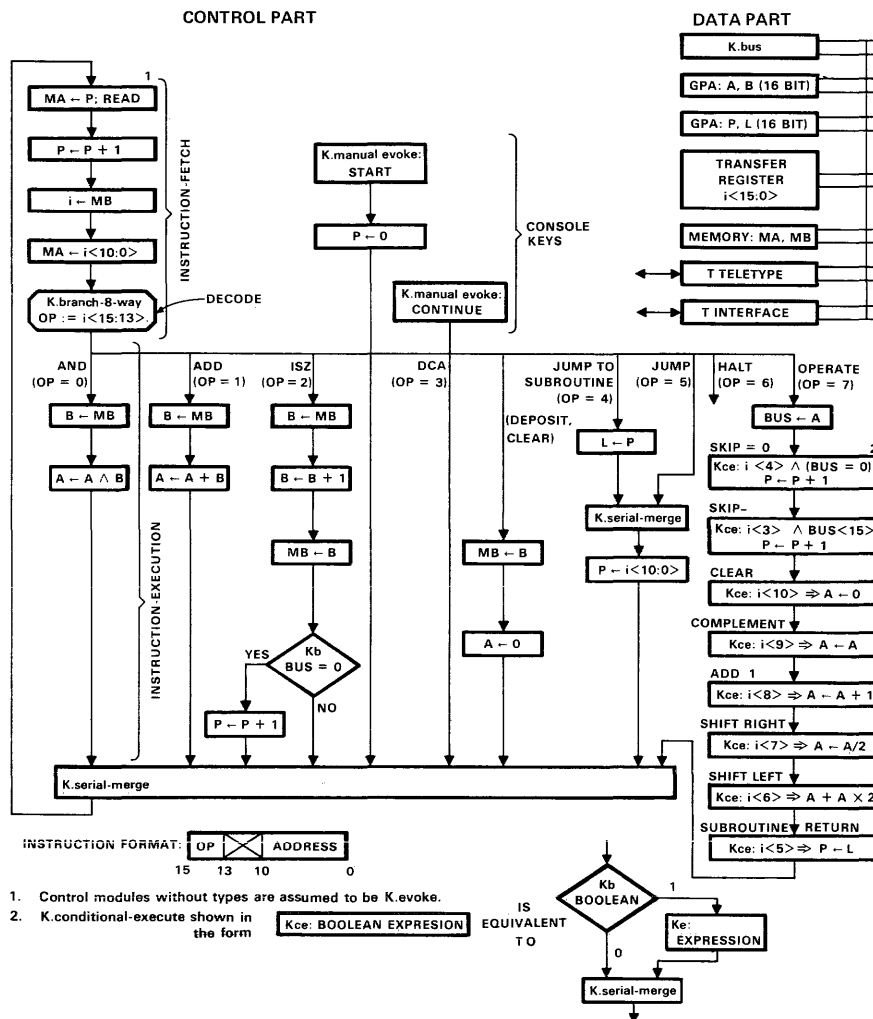 CONTROL PART
1
MA ← P; READ
P ← P + 1
i ← MB
MA ← i<10:0>
K.branch-8-way
OP := i<15:13>.
DECODE
INSTRUCTION-FETCH
K.manual evoke:
START
P ← 0
K.manual evoke:
CONTINUE
CONSOLE
KEYS
DATA PART
K.bus
GPA: A, B (16 BIT)
GPA: P, L (16 BIT)
TRANSFER
REGISTER
i<15:0>
MEMORY: MA, MB
T TELETYPE
T INTERFACE
INSTRUCTION-EXECUTION
AND
(OP = 0)
B ← MB
A ← A ∧ B
ADD
(OP = 1)
B ← MB
A ← A + B
ISZ
(OP = 2)
B ← MB
B ← B + 1
MB ← B
Kb
BUS = 0
YES
NO
P ← P + 1
DCA
(OP = 3)
(DEPOSIT,
CLEAR)
MB ← B
A ← 0
JUMP TO
SUBROUTINE
(OP = 4)
L ← P
JUMP
(OP = 5)
K.serial-merge
P ← i<10:0>
HALT
(OP = 6)
OPERATE
(OP = 7)
BUS ← A
SKIP = 0
2
Kce: i <4> ∧ (BUS = 0)
P ← P + 1
SKIP–
Kce: i<3> ∧ BUS<15>
P ← P + 1
CLEAR
Kce: i<10> ⇒ A ← 0
COMPLEMENT
Kce: i<9> ⇒ A ← A
ADD 1
Kce: i<8> ⇒ A ← A + 1
SHIFT RIGHT
Kce: i<7> ⇒ A ← A/2
SHIFT LEFT
Kce: i<6> ⇒ A + A × 2
SUBROUTINE RETURN
Kce: i<5> ⇒ P ← L
K.serial-merge
INSTRUCTION FORMAT: OP ADDRESS
15 13 10 0
1. Control modules without types are assumed to be K.evoke.
2. K.conditional-execute shown in
the form
Kce: BOOLEAN EXPRESION
IS
EQUIVALENT
TO
Kb
BOOLEAN
1
0
Ke:
EXPRESSION
K.serial-merge